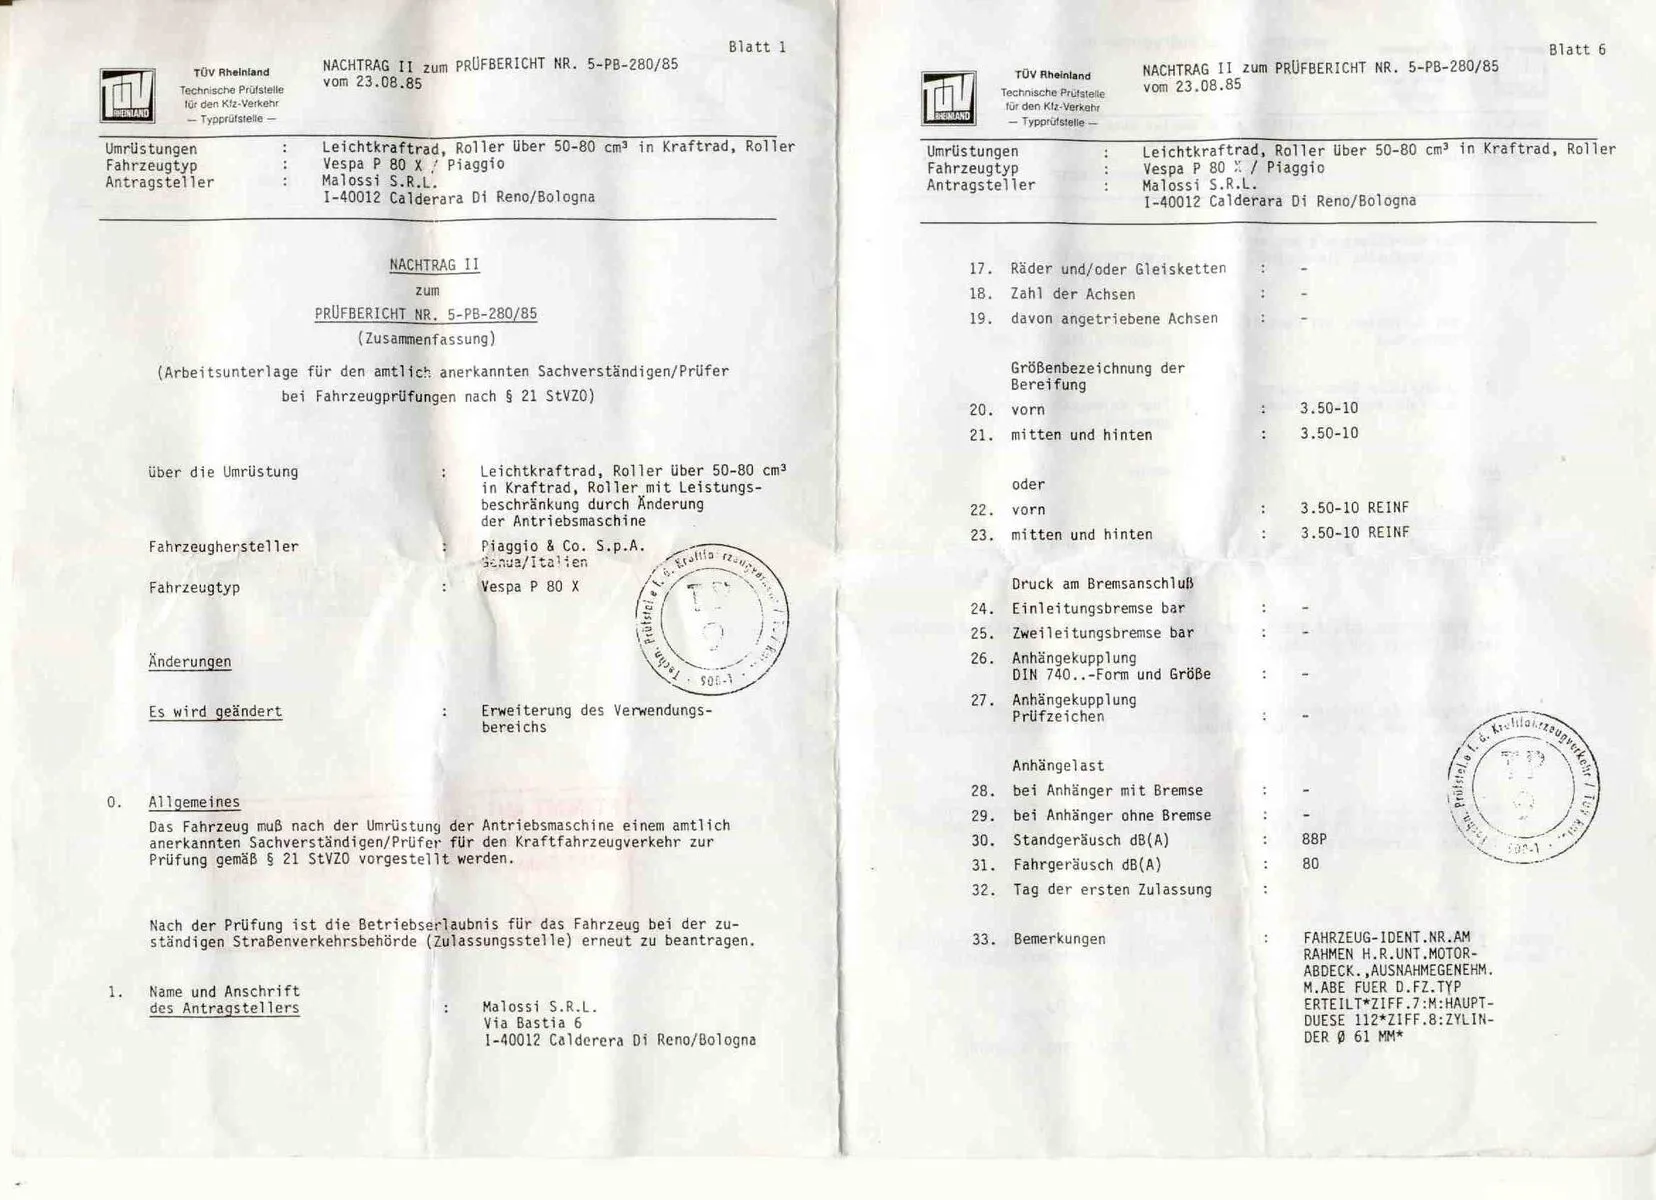 Blatt 1
TÜV Rheinland
Technische Prüfstelle
für den Kfz-Verkehr
— Typprüfstelle —
RHEINLAND
NACHTRAG II zum PRÜFBERICHT NR. 5-PB-280/85
vom 23.08.85
Umrüstungen : Leichtkraftrad, Roller über 50-80 cm³ in Kraftrad, Roller
Fahrzeugtyp : Vespa P 80 X / Piaggio
Antragsteller : Malossi S.R.L.
I-40012 Calderara Di Reno/Bologna
NACHTRAG II
zum
PRÜFBERICHT NR. 5-PB-280/85
(Zusammenfassung)
(Arbeitsunterlage für den amtlich anerkannten Sachverständigen/Prüfer
bei Fahrzeugprüfungen nach § 21 StVZO)
über die Umrüstung : Leichtkraftrad, Roller über 50-80 cm³
in Kraftrad, Roller mit Leistungs-
beschränkung durch Änderung
der Antriebsmaschine
Fahrzeughersteller : Piaggio & Co. S.p.A.
Genua/Italien
Fahrzeugtyp : Vespa P 80 X
Änderungen
Es wird geändert : Erweiterung des Verwendungs-
bereichs
0. Allgemeines
Das Fahrzeug muß nach der Umrüstung der Antriebsmaschine einem amtlich
anerkannten Sachverständigen/Prüfer für den Kraftfahrzeugverkehr zur
Prüfung gemäß § 21 StVZO vorgestellt werden.
Nach der Prüfung ist die Betriebserlaubnis für das Fahrzeug bei der zu-
ständigen Straßenverkehrsbehörde (Zulassungsstelle) erneut zu beantragen.
1. Name und Anschrift
des Antragstellers : Malossi S.R.L.
Via Bastia 6
I-40012 Calderera Di Reno/Bologna
Blatt 6
TÜV Rheinland
Technische Prüfstelle
für den Kfz-Verkehr
— Typprüfstelle —
RHEINLAND
NACHTRAG II zum PRÜFBERICHT NR. 5-PB-280/85
vom 23.08.85
Umrüstungen : Leichtkraftrad, Roller über 50-80 cm³ in Kraftrad, Roller
Fahrzeugtyp : Vespa P 80 X / Piaggio
Antragsteller : Malossi S.R.L.
I-40012 Calderara Di Reno/Bologna
17. Räder und/oder Gleisketten : -
18. Zahl der Achsen : -
19. davon angetriebene Achsen : -
Größenbezeichnung der
Bereifung
20. vorn : 3.50-10
21. mitten und hinten : 3.50-10
oder
22. vorn : 3.50-10 REINF
23. mitten und hinten : 3.50-10 REINF
Druck am Bremsanschluß
24. Einleitungsbremse bar : -
25. Zweileitungsbremse bar : -
26. Anhängekupplung
DIN 740..-Form und Größe : -
27. Anhängekupplung
Prüfzeichen : -
Anhängelast
28. bei Anhänger mit Bremse : -
29. bei Anhänger ohne Bremse : -
30. Standgeräusch dB(A) : 88P
31. Fahrgeräusch dB(A) : 80
32. Tag der ersten Zulassung :
33. Bemerkungen : FAHRZEUG-IDENT.NR.AM
RAHMEN H.R.UNT.MOTOR-
ABDECK.,AUSNAHMEGENEHM.
M.ABE FUER D.FZ.TYP
ERTEILT*ZIFF.7:M:HAUPT-
DUESE 112*ZIFF.8:ZYLIN-
DER Ø 61 MM*